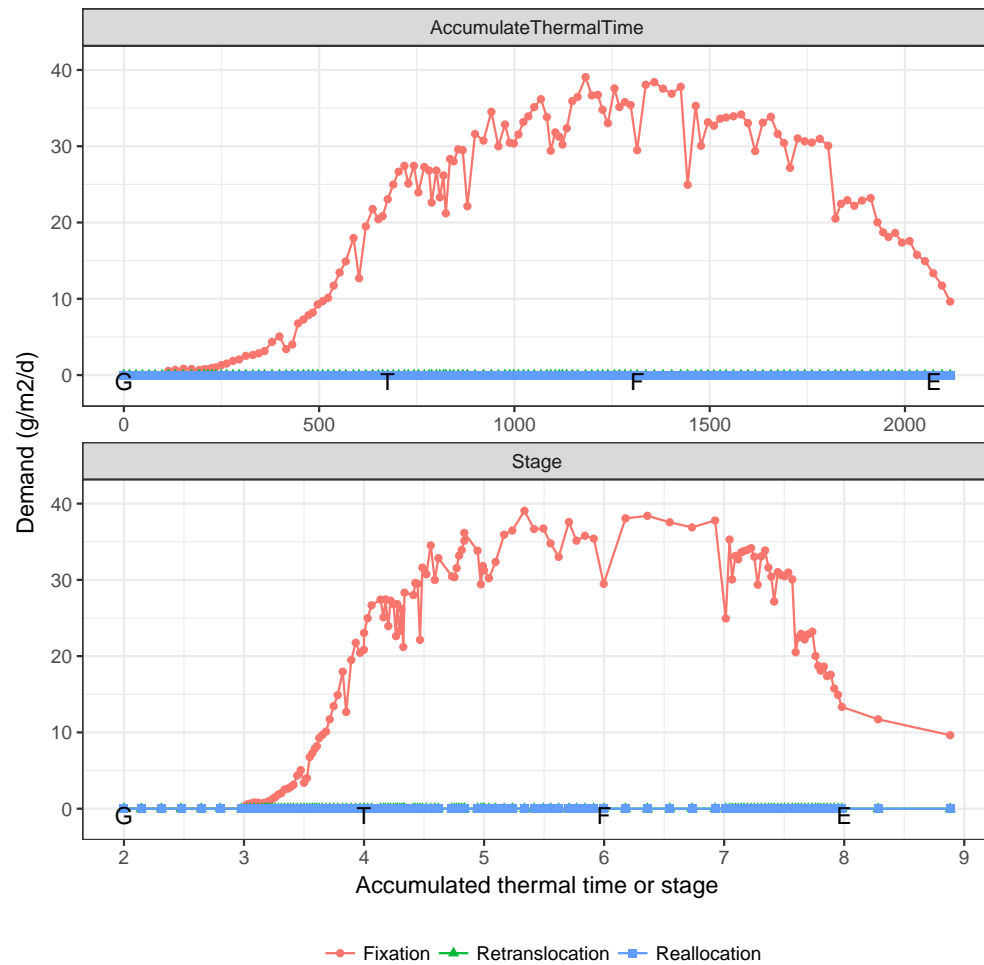 AccumulateThermalTime
40
30
20
10
0
G T F E
0 500 1000 1500 2000
Demand (g/m2/d)
Stage
40
30
20
10
0
G T F E
2 3 4 5 6 7 8 9
Accumulated thermal time or stage
Fixation Retranslocation Reallocation